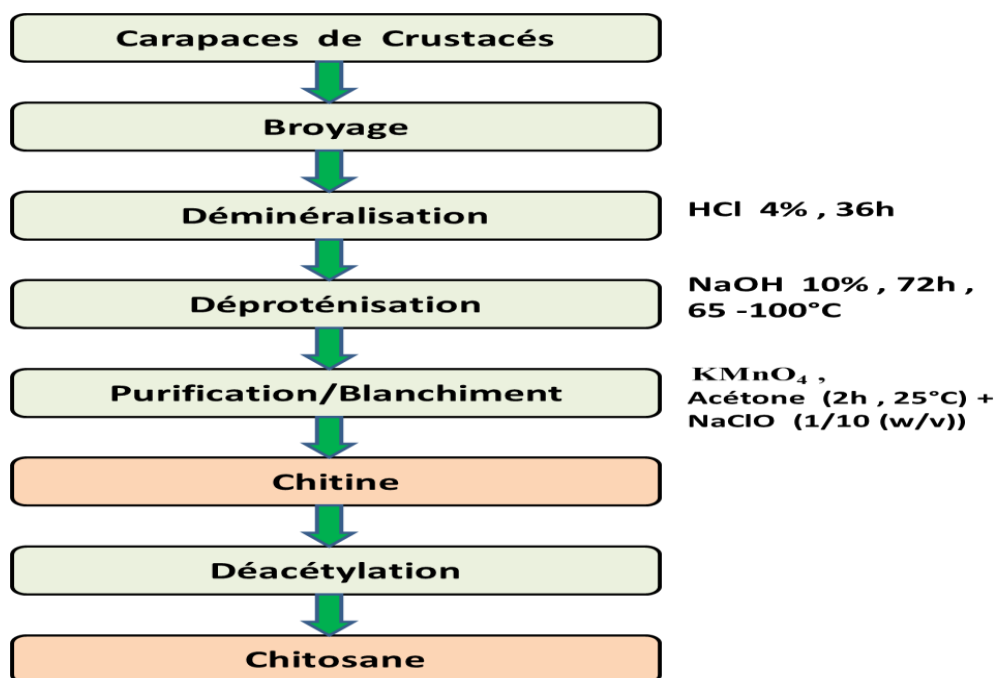 Carapaces de Crustacés
Broyage
Déminéralisation
HCl 4% , 36h
Déproténisation
NaOH 10% , 72h ,
65 -100°C
Purification/Blanchiment
KMnO₄ ,
Acétone (2h , 25°C) +
NaClO (1/10 (w/v))
Chitine
Déacétylation
Chitosane